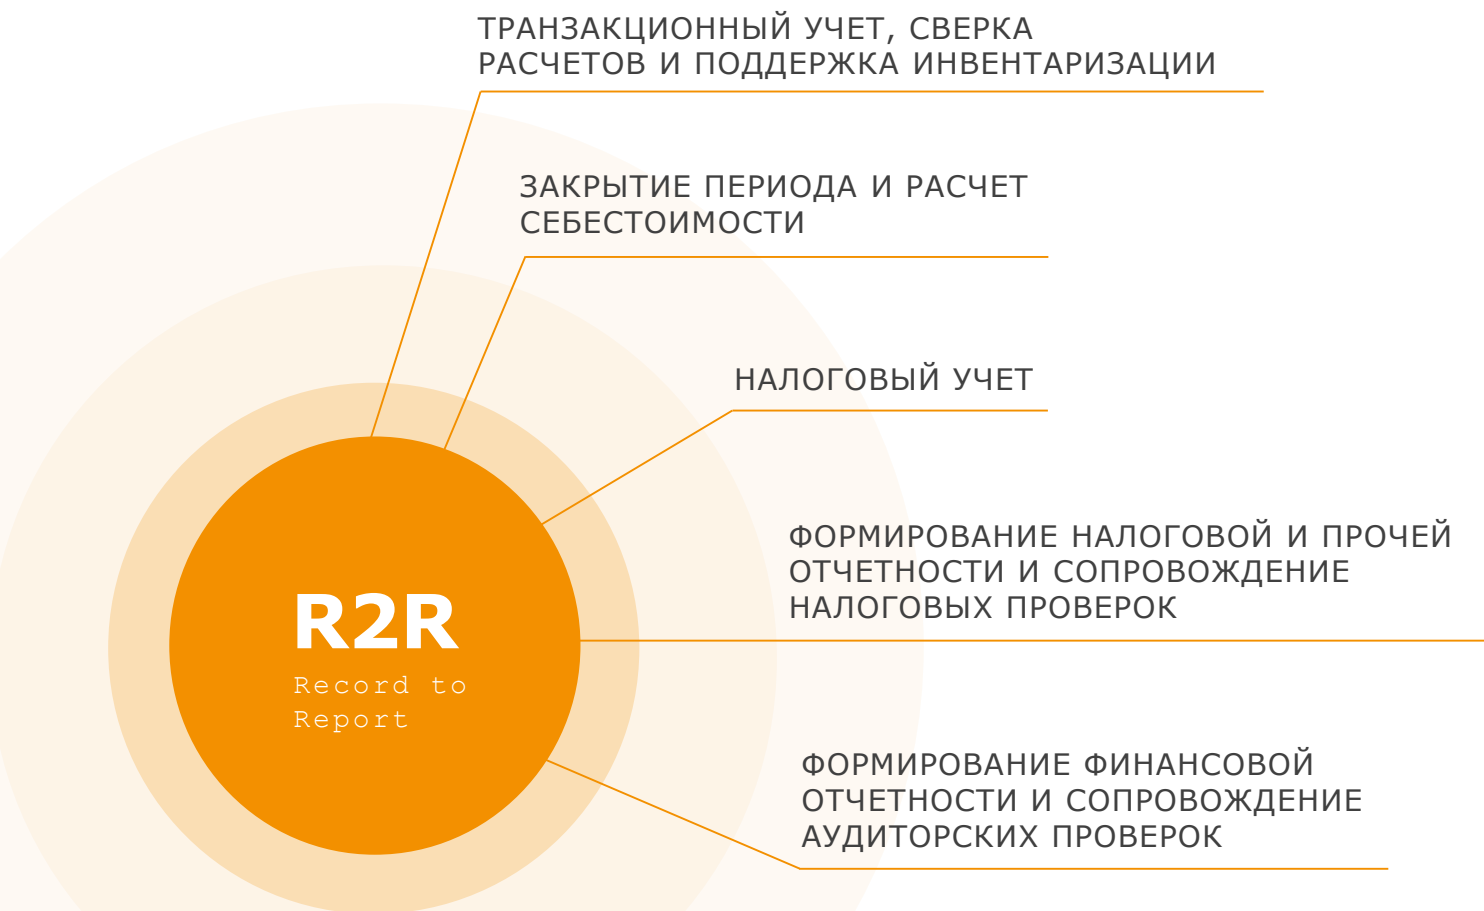 ТРАНЗАКЦИОННЫЙ УЧЕТ, СВЕРКА
РАСЧЕТОВ И ПОДДЕРЖКА ИНВЕНТАРИЗАЦИИ
ЗАКРЫТИЕ ПЕРИОДА И РАСЧЕТ
СЕБЕСТОИМОСТИ
НАЛОГОВЫЙ УЧЕТ
ФОРМИРОВАНИЕ НАЛОГОВОЙ И ПРОЧЕЙ
ОТЧЕТНОСТИ И СОПРОВОЖДЕНИЕ
НАЛОГОВЫХ ПРОВЕРОК
R2R
Record to
Report
ФОРМИРОВАНИЕ ФИНАНСОВОЙ
ОТЧЕТНОСТИ И СОПРОВОЖДЕНИЕ
АУДИТОРСКИХ ПРОВЕРОК